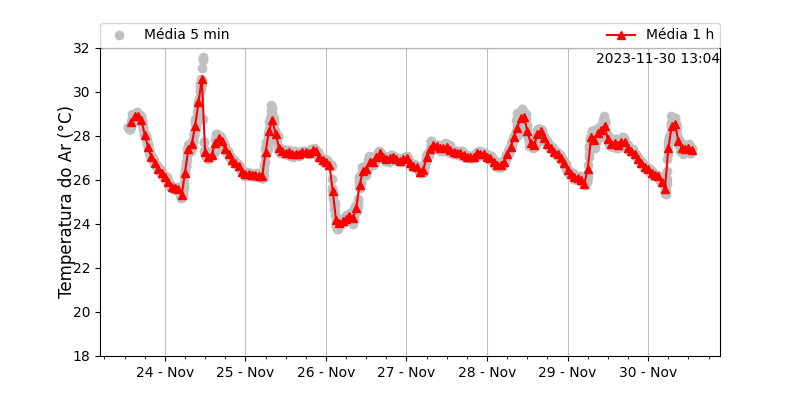 Média 5 min
Média 1 h
2023-11-30 13:04
Temperatura do Ar (°C)
32
30
28
26
24
22
20
18
24 - Nov
25 - Nov
26 - Nov
27 - Nov
28 - Nov
29 - Nov
30 - Nov